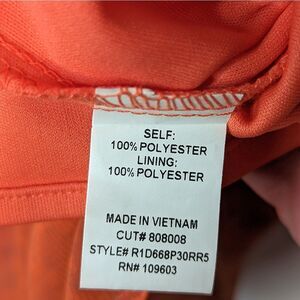 SELF:
100% POLYESTER
LINING:
100% POLYESTER
MADE IN VIETNAM
CUT# 808008
STYLE# R1D668P30RR5
RN# 109603